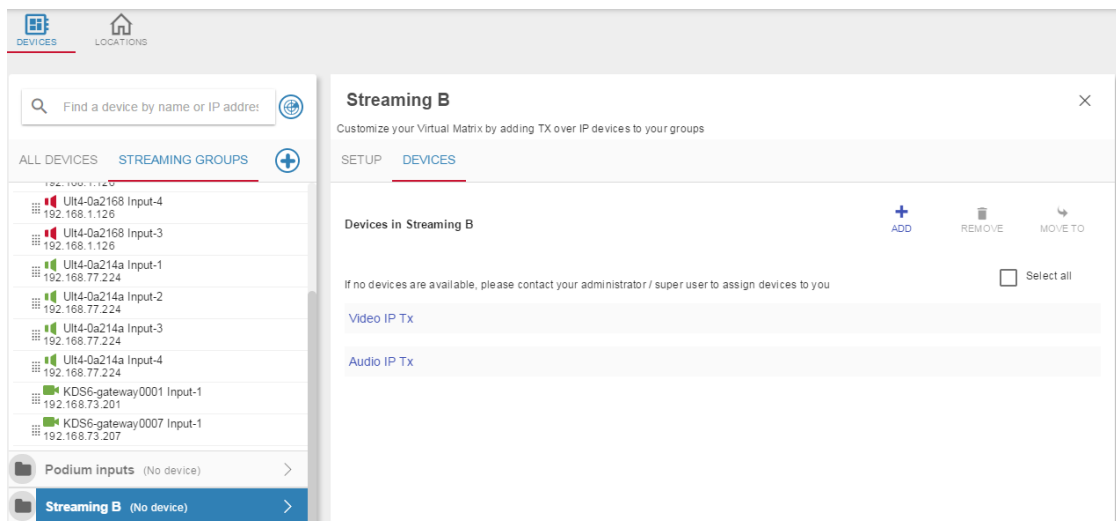 DEVICES
LOCATIONS
Find a device by name or IP addre
ALL DEVICES
STREAMING GROUPS
192.168.1.126
Ult4-0a2168 Input-4
192.168.1.126
Ult4-0a2168 Input-3
192.168.1.126
Ult4-0a214a Input-1
192.168.77.224
Ult4-0a214a Input-2
192.168.77.224
Ult4-0a214a Input-3
192.168.77.224
Ult4-0a214a Input-4
192.168.77.224
KDS6-gateway0001 Input-1
192.168.73.201
KDS6-gateway0007 Input-1
192.168.73.207
Podium inputs (No device)
Streaming B (No device)
Streaming B
Customize your Virtual Matrix by adding TX over IP devices to your groups
SETUP
DEVICES
Devices in Streaming B
ADD
REMOVE
MOVE TO
If no devices are available, please contact your administrator / super user to assign devices to you
Select all
Video IP Tx
Audio IP Tx